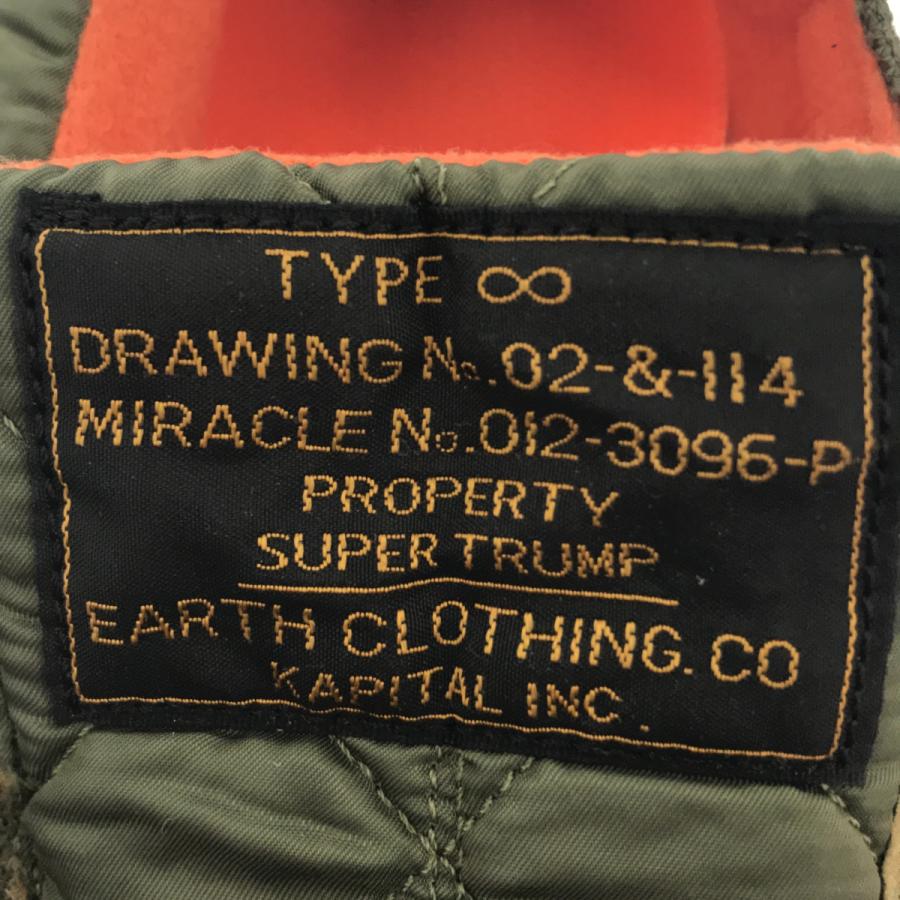 TYPE ∞
DRAWING No.02-&-114
MIRACLE No.012-3096-P
PROPERTY
SUPER TRUMP
EARTH CLOTHING.CO
KAPITAL INC.